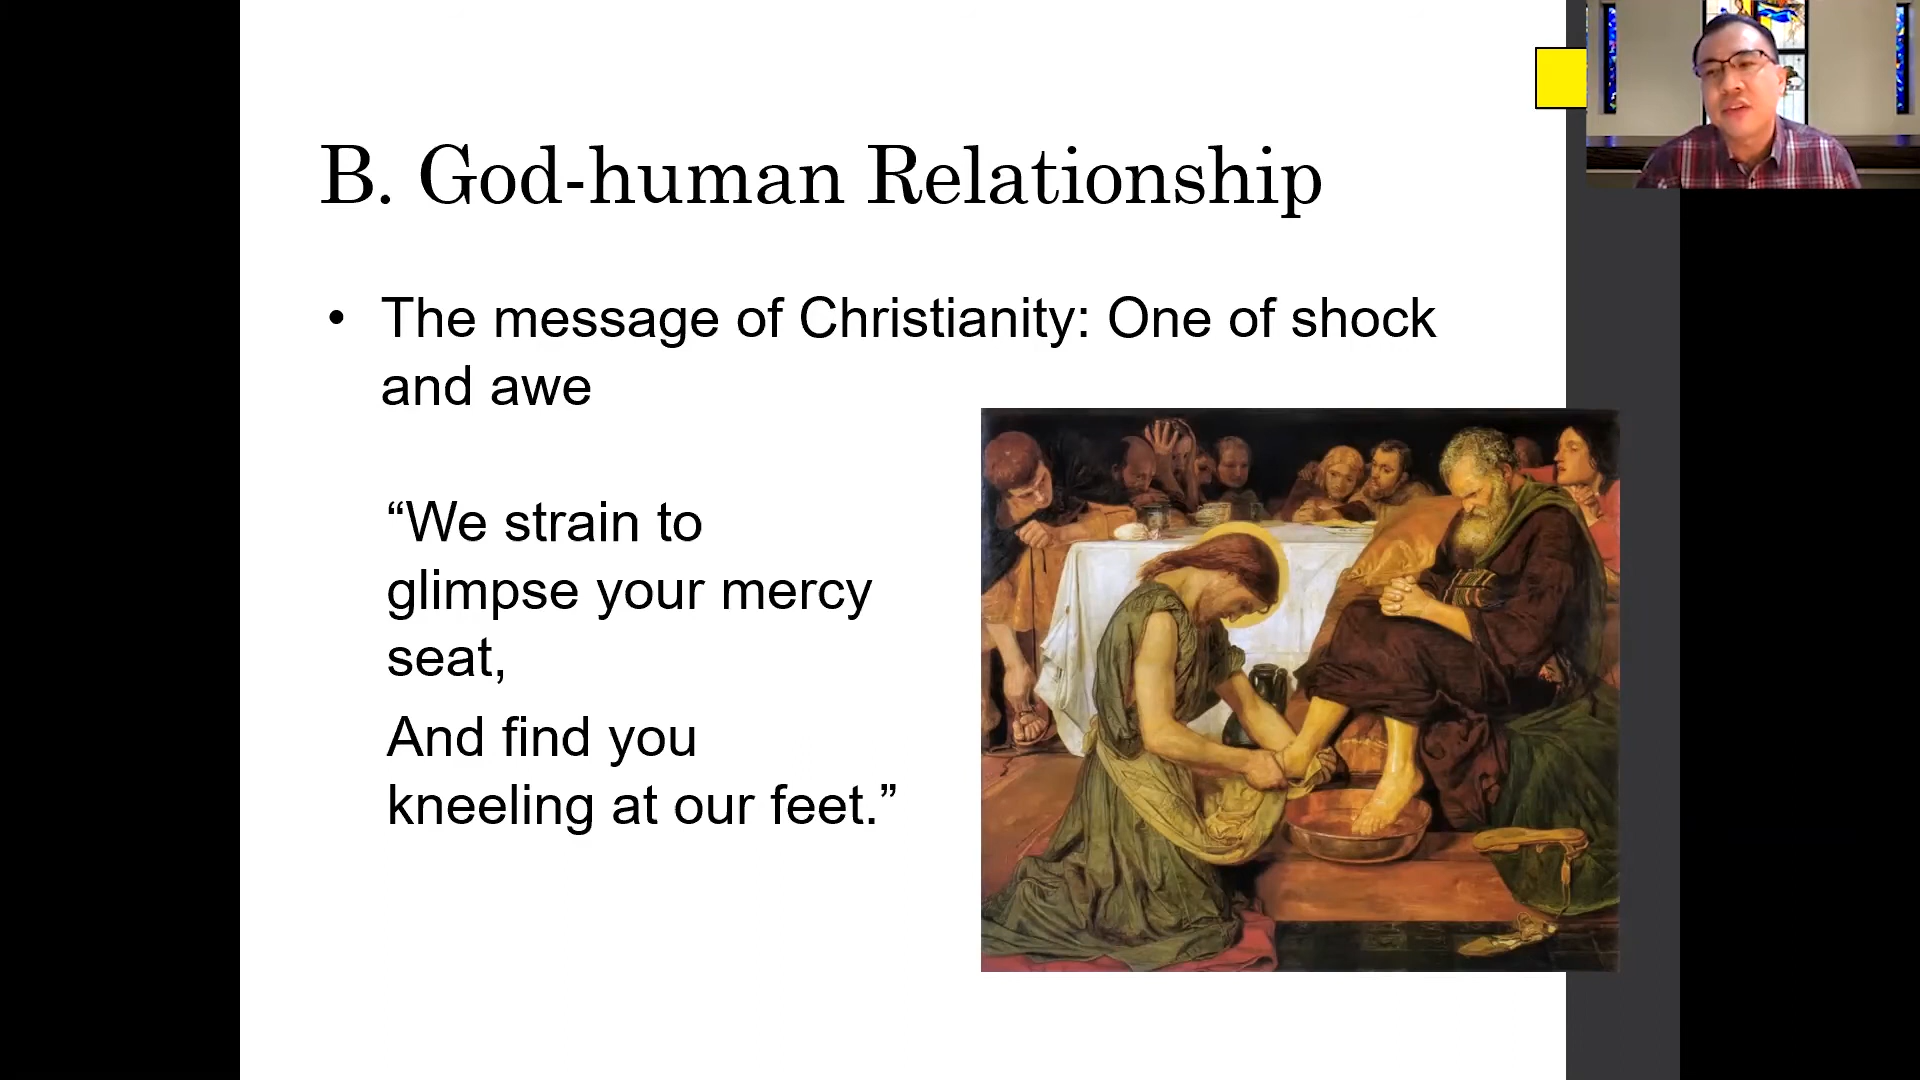 B. God-human Relationship
• The message of Christianity: One of shock
and awe
“We strain to
glimpse your mercy
seat,
And find you
kneeling at our feet.”